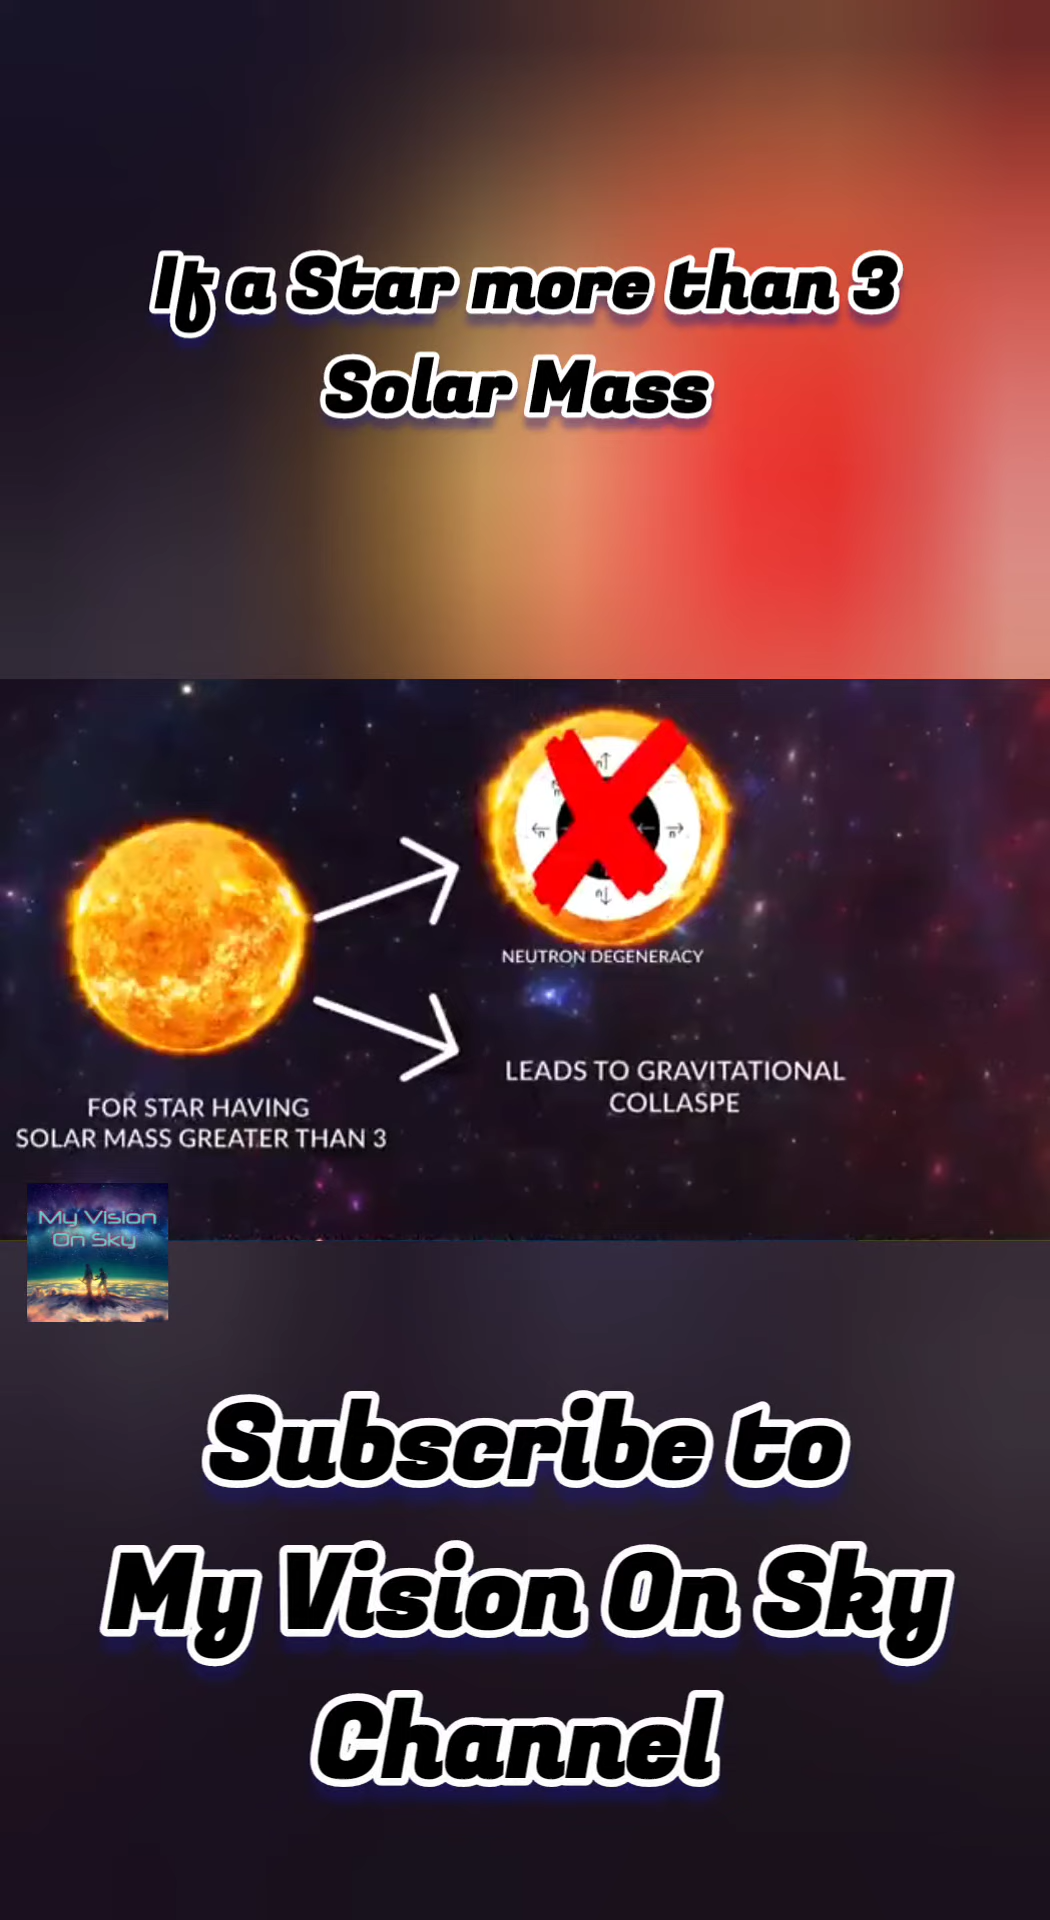 If a Star more than 3
Solar Mass
n
n
n
n
NEUTRON DEGENERACY
LEADS TO GRAVITATIONAL
COLLASPE
FOR STAR HAVING
SOLAR MASS GREATER THAN 3
My Vision
On Sky
Subscribe to
My Vision On Sky
Channel